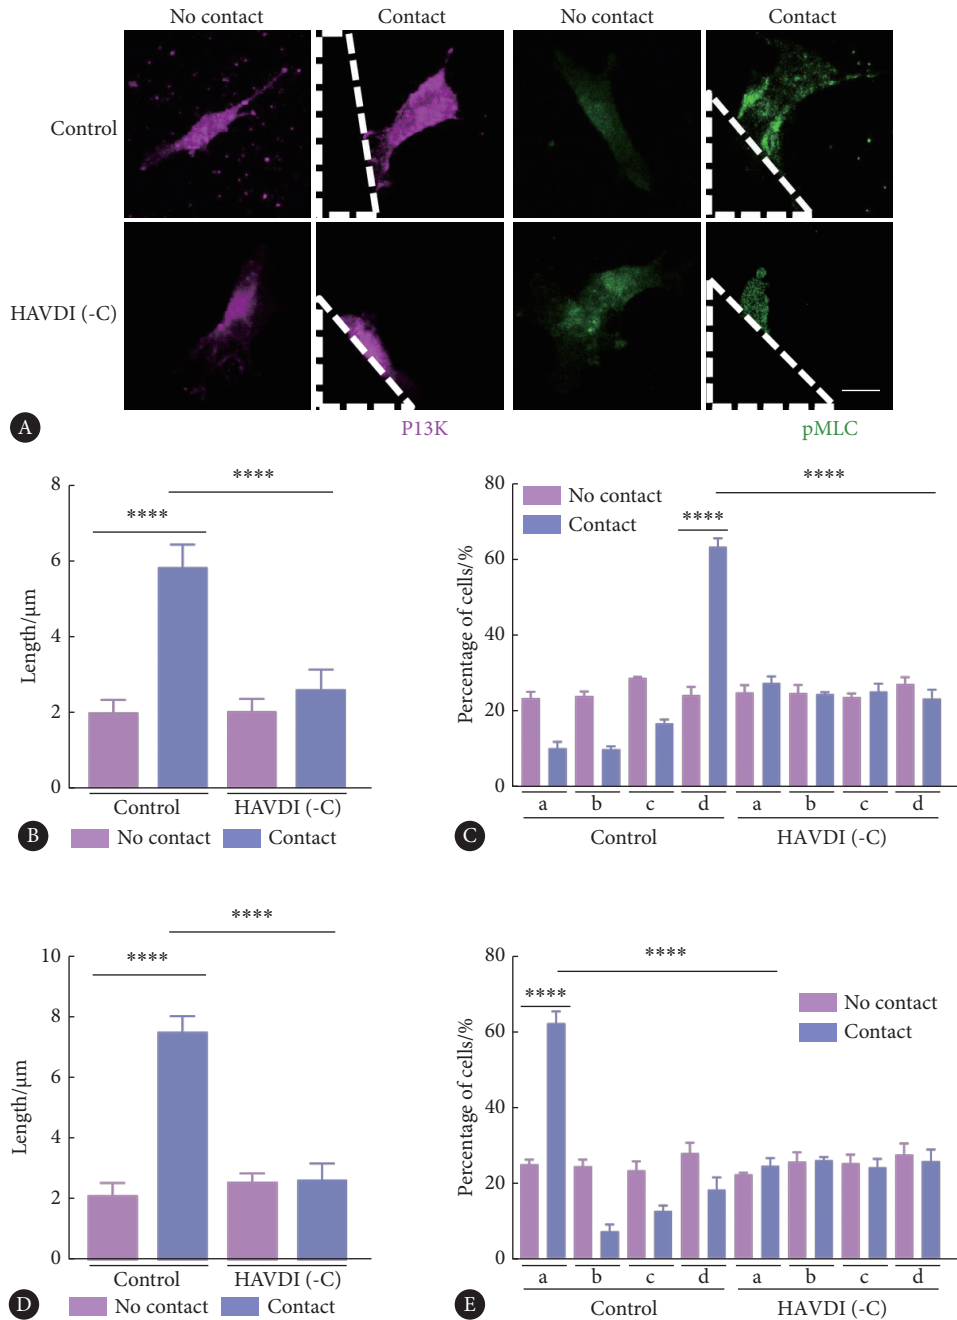 No contact Contact No contact Contact
Control
HAVDI (-C)
A
P13K pMLC
8
6
4
2
0
Length/μm
****
****
Control HAVDI (-C)
B
No contact Contact
80
60
40
20
0
Percentage of cells/%
No contact
Contact
****
****
a b c d a b c d
Control HAVDI (-C)
C
10
8
6
4
2
0
Length/μm
****
****
Control HAVDI (-C)
D
No contact Contact
80
60
40
20
0
Percentage of cells/%
****
****
No contact
Contact
a b c d a b c d
Control HAVDI (-C)
E